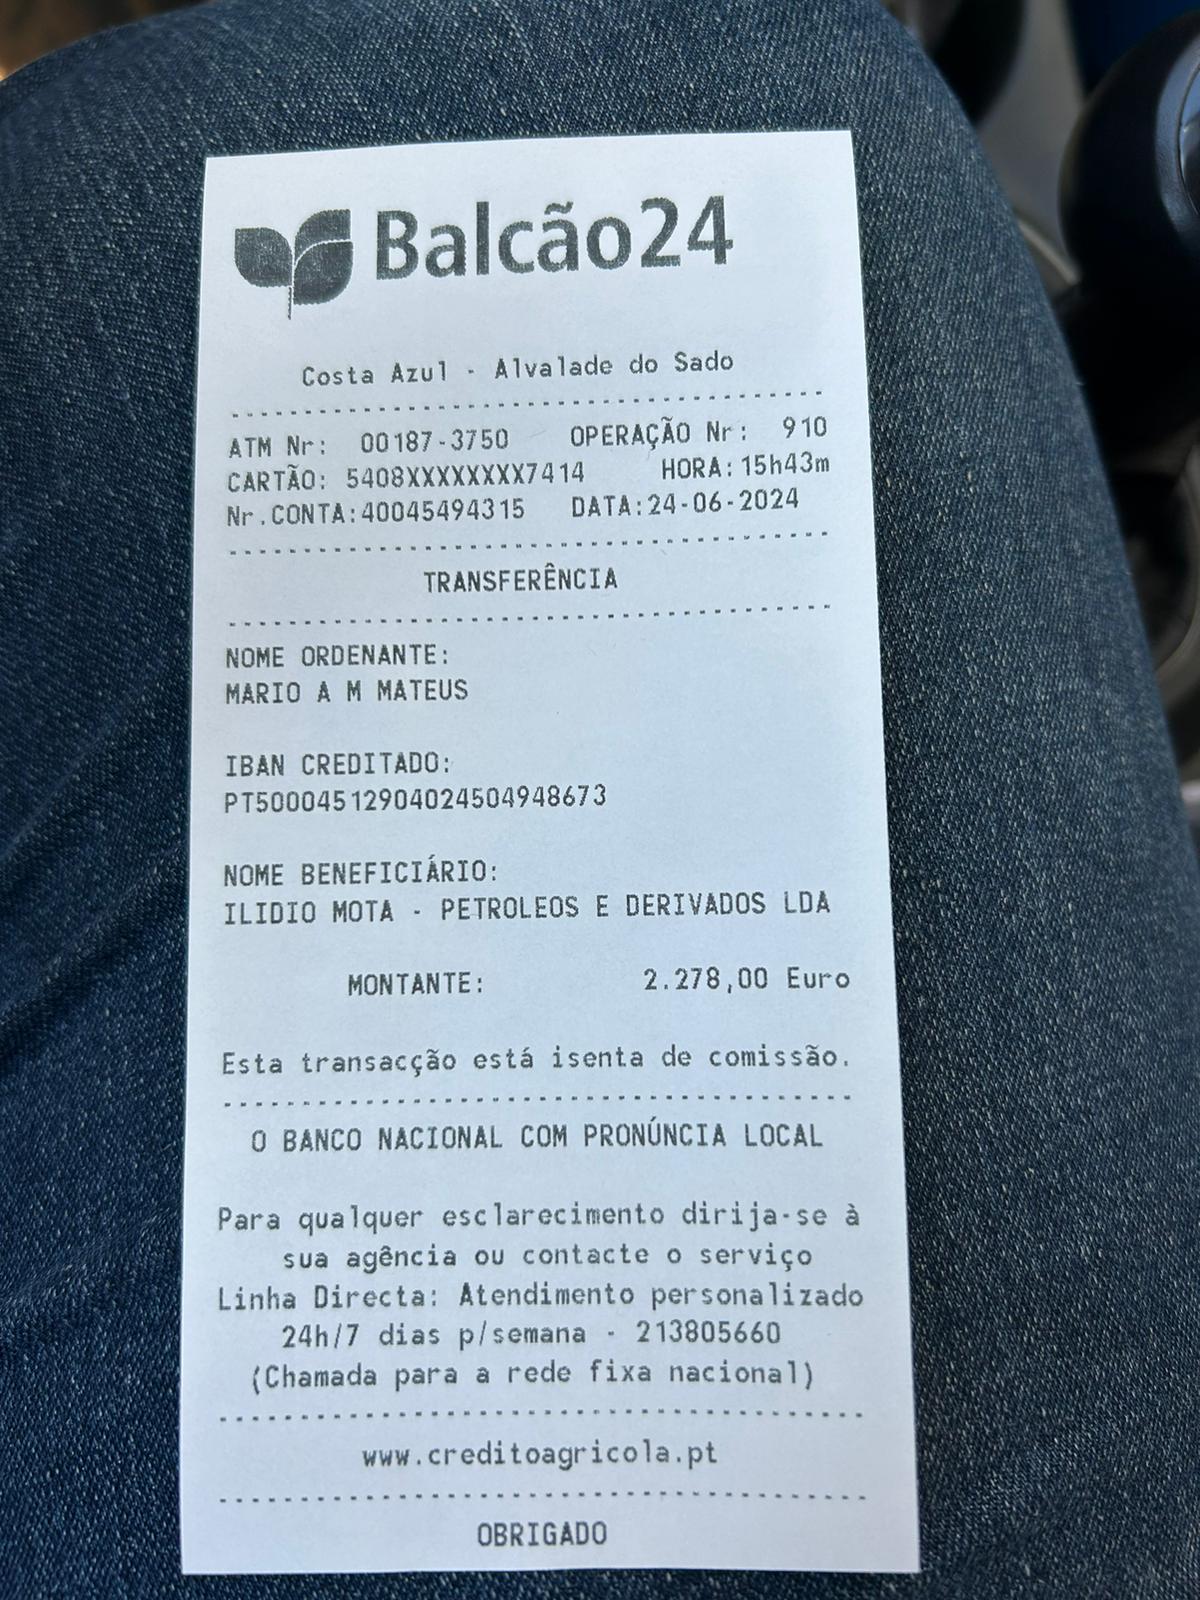 Balcão24
Costa Azul - Alvalade do Sado
ATM Nr: 00187-3750 OPERAÇÃO Nr: 910
CARTÃO: 5408XXXXXXXX7414 HORA:15h43m
Nr.CONTA:40045494315 DATA:24-06-2024
TRANSFERÊNCIA
NOME ORDENANTE:
MARIO A M MATEUS
IBAN CREDITADO:
PT50004512904024504948673
NOME BENEFICIÁRIO:
ILIDIO MOTA - PETROLEOS E DERIVADOS LDA
MONTANTE: 2.278,00 Euro
Esta transacção está isenta de comissão.
O BANCO NACIONAL COM PRONÚNCIA LOCAL
Para qualquer esclarecimento dirija-se à
sua agência ou contacte o serviço
Linha Directa: Atendimento personalizado
24h/7 dias p/semana - 213805660
(Chamada para a rede fixa nacional)
www.creditoagricola.pt
OBRIGADO